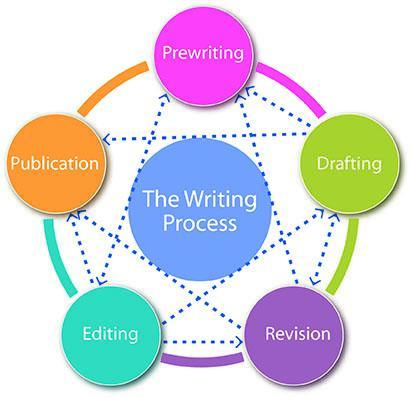 Prewriting
Publication
Drafting
The Writing
Process
Editing
Revision